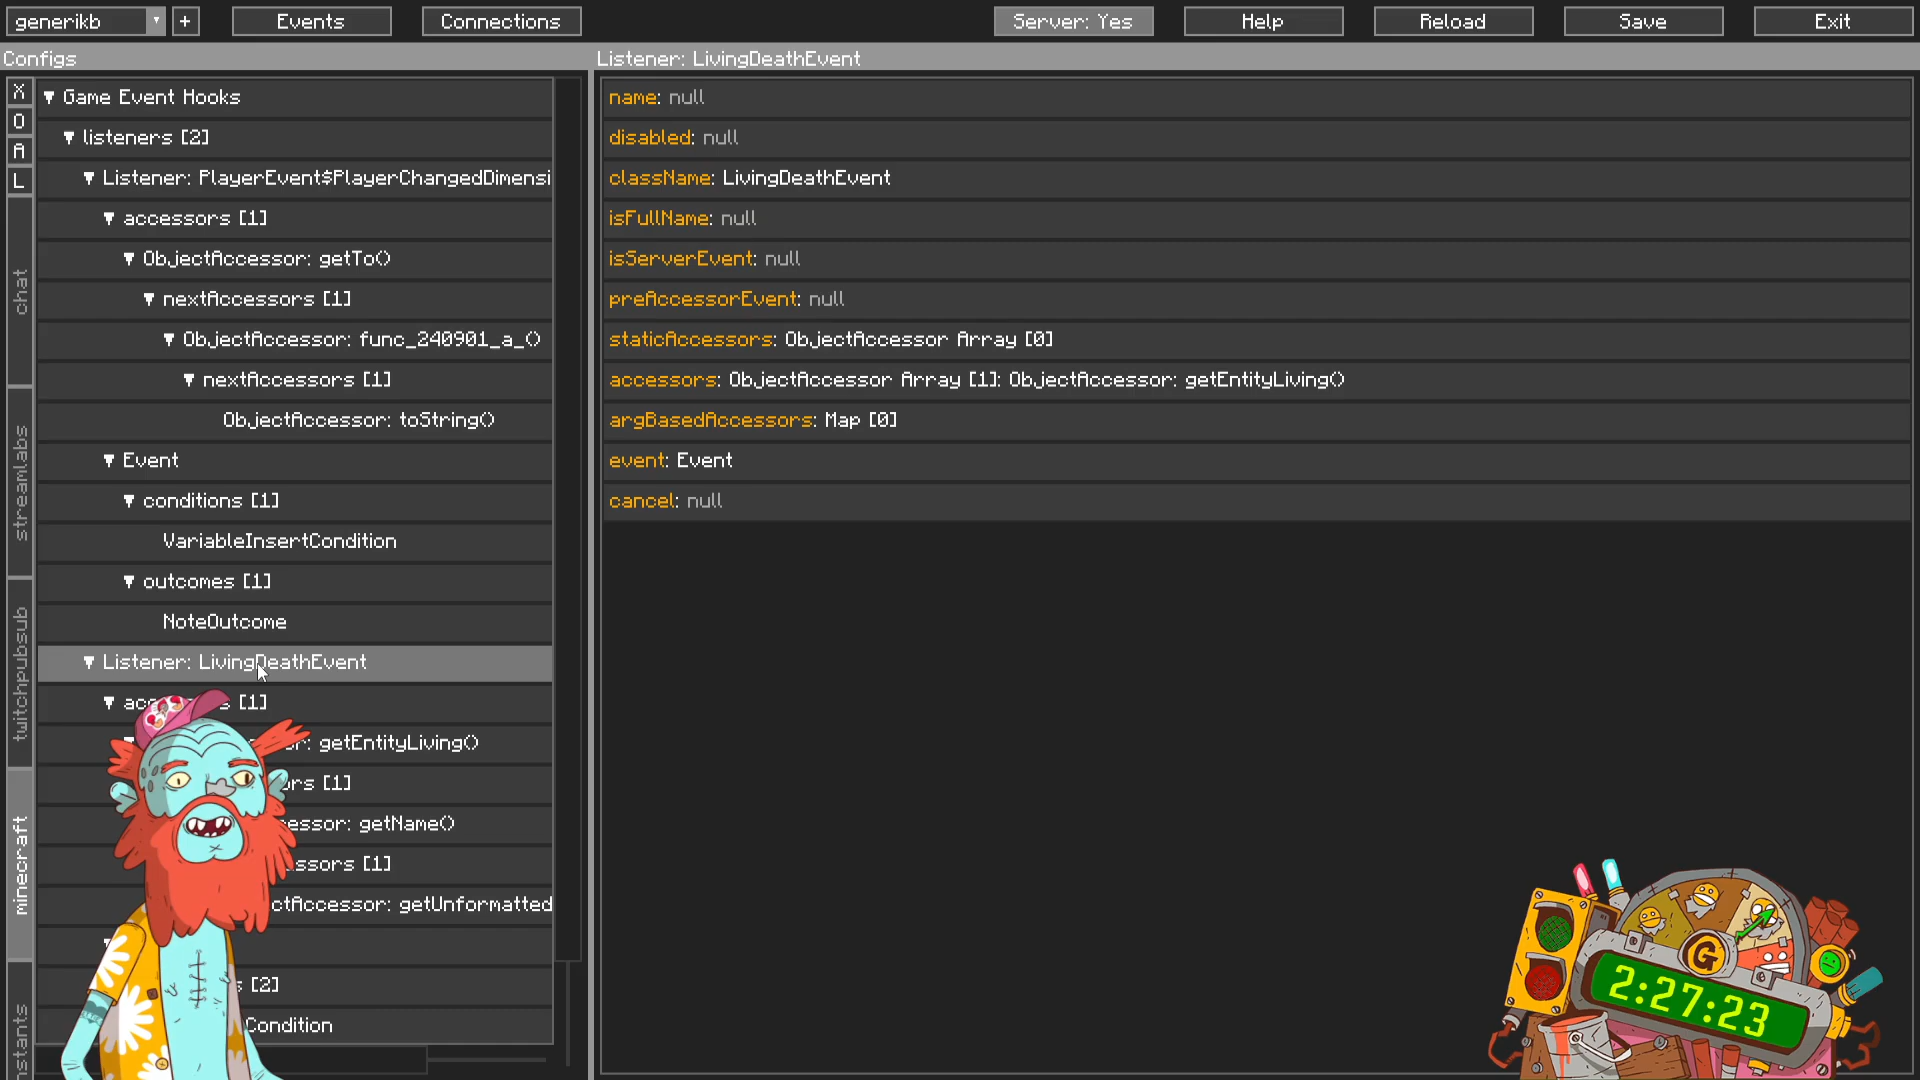 generikb
+
Events
Connections
Server: Yes
Help
Reload
Save
Exit
Configs
Listener: LivingDeathEvent
X
O
A
L
chat
streamlabs
twitchpubsub
minecraft
Game Event Hooks
listeners [2]
Listener: PlayerEvent$PlayerChangedDimensi
accessors [1]
ObjectAccessor: getTo()
nextAccessors [1]
ObjectAccessor: func_240901_a_()
nextAccessors [1]
ObjectAccessor: toString()
Event
conditions [1]
VariableInsertCondition
outcomes [1]
NoteOutcome
Listener: LivingDeathEvent
[1]
getEntityLiving()
[1]
getName()
[1]
getUnformatted
[2]
Condition
name: null
disabled: null
className: LivingDeathEvent
isFullName: null
isServerEvent: null
preAccessorEvent: null
staticAccessors: ObjectAccessor Array [0]
accessors: ObjectAccessor Array [1]: ObjectAccessor: getEntityLiving()
argBasedAccessors: Map [0]
event: Event
cancel: null
G
2:27:23